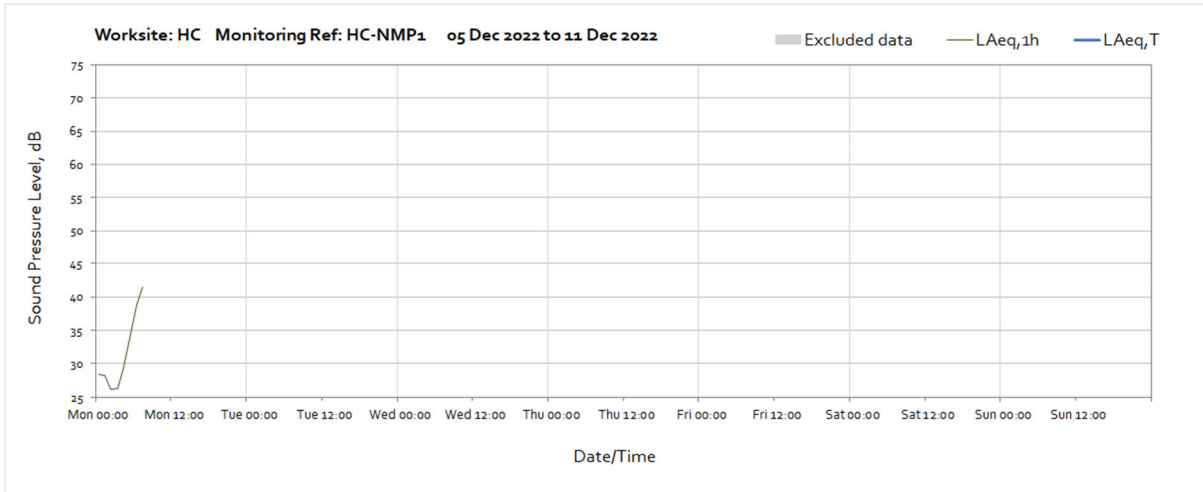 Worksite: HC Monitoring Ref: HC-NMP1 05 Dec 2022 to 11 Dec 2022
Excluded data LAeq,1h LAeq,T
Sound Pressure Level, dB
75
70
65
60
55
50
45
40
35
30
25
Mon 00:00 Mon 12:00 Tue 00:00 Tue 12:00 Wed 00:00 Wed 12:00 Thu 00:00 Thu 12:00 Fri 00:00 Fri 12:00 Sat 00:00 Sat 12:00 Sun 00:00 Sun 12:00
Date/Time